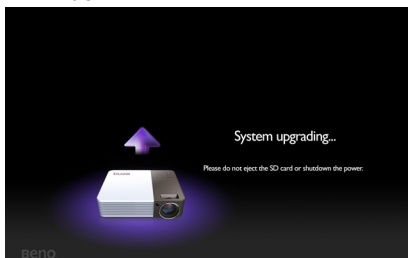 System upgrading...
Please do not eject the SD card or shutdown the power.
BenQ